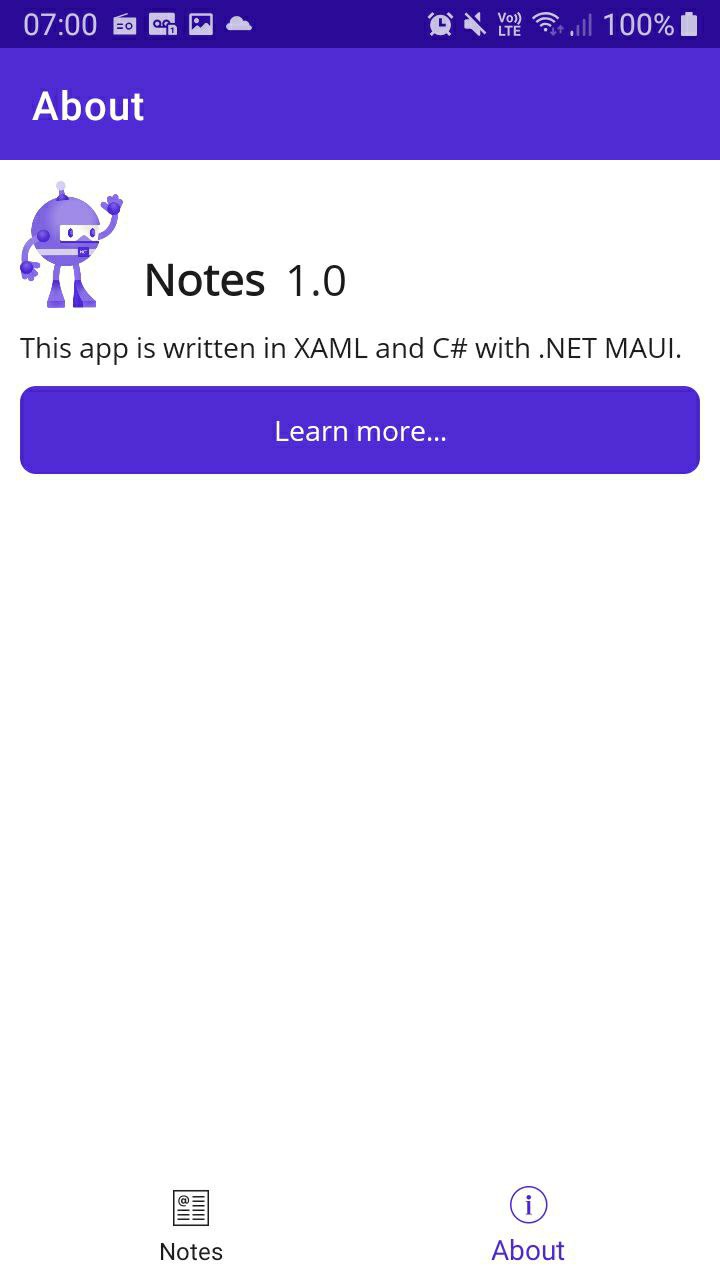 07:00 Vo)) LTE 100%
About
Notes 1.0
This app is written in XAML and C# with .NET MAUI.
Learn more...
Notes About